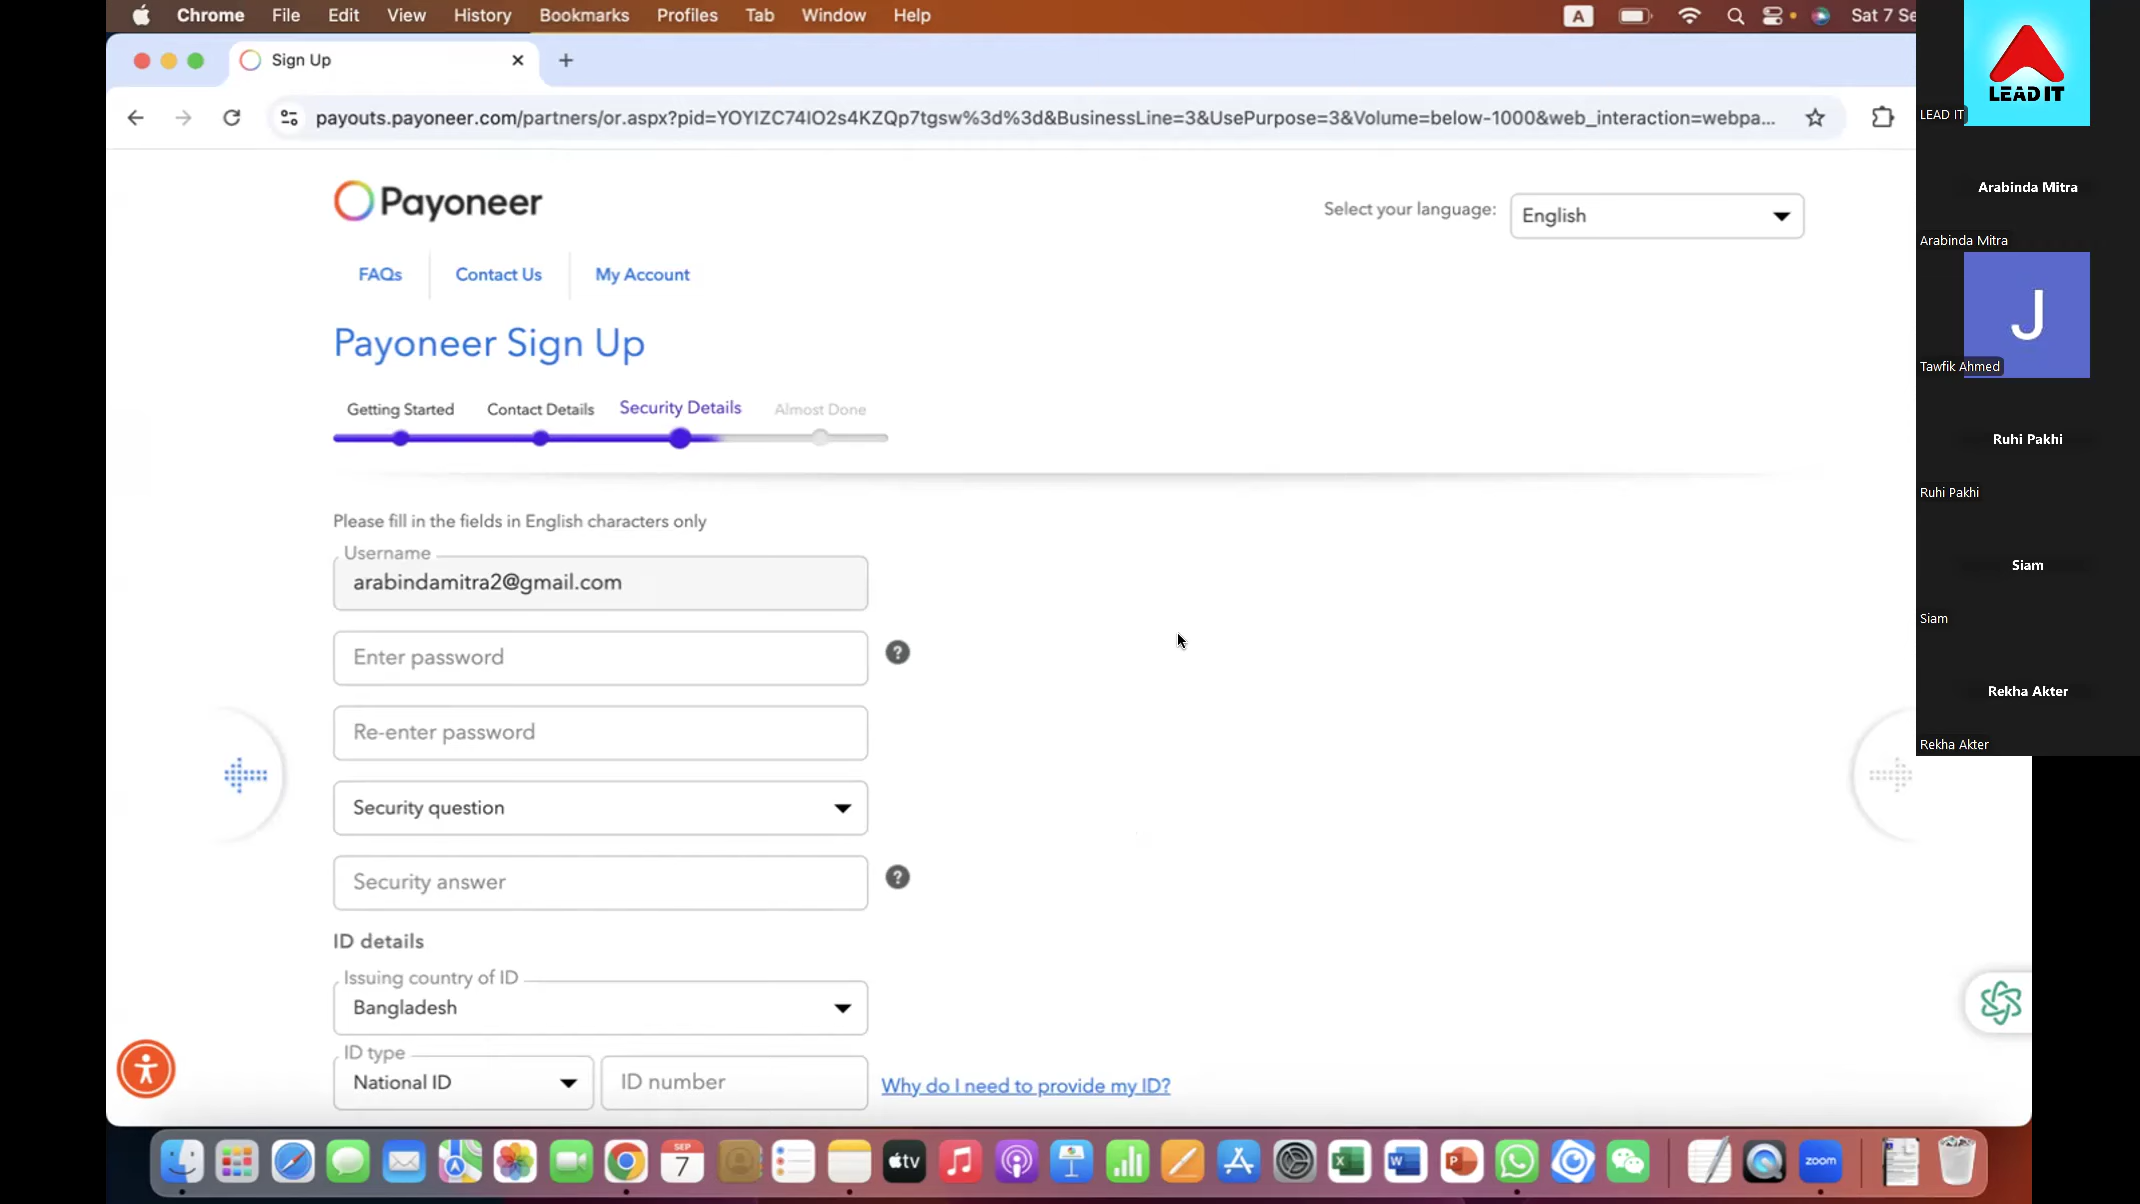 Chrome File Edit View History Bookmarks Profiles Tab Window Help A Sat 7 Se
Sign Up
payouts.payoneer.com/partners/or.aspx?pid=YOYIZC74IO2s4KZQp7tgsw%3d%3d&BusinessLine=3&UsePurpose=3&Volume=below-1000&web_interaction=webpa...
Payoneer
Select your language: English
FAQs Contact Us My Account
Payoneer Sign Up
Getting Started Contact Details Security Details Almost Done
Please fill in the fields in English characters only
Username
arabindamitra2@gmail.com
Enter password ?
Re-enter password
Security question
Security answer ?
ID details
Issuing country of ID
Bangladesh
ID type
National ID ID number Why do I need to provide my ID?
LEAD IT
LEAD IT
Arabinda Mitra
Arabinda Mitra
J
Tawfik Ahmed
Ruhi Pakhi
Ruhi Pakhi
Siam
Siam
Rekha Akter
Rekha Akter
SEP
7
tv
X
W
P
zoom